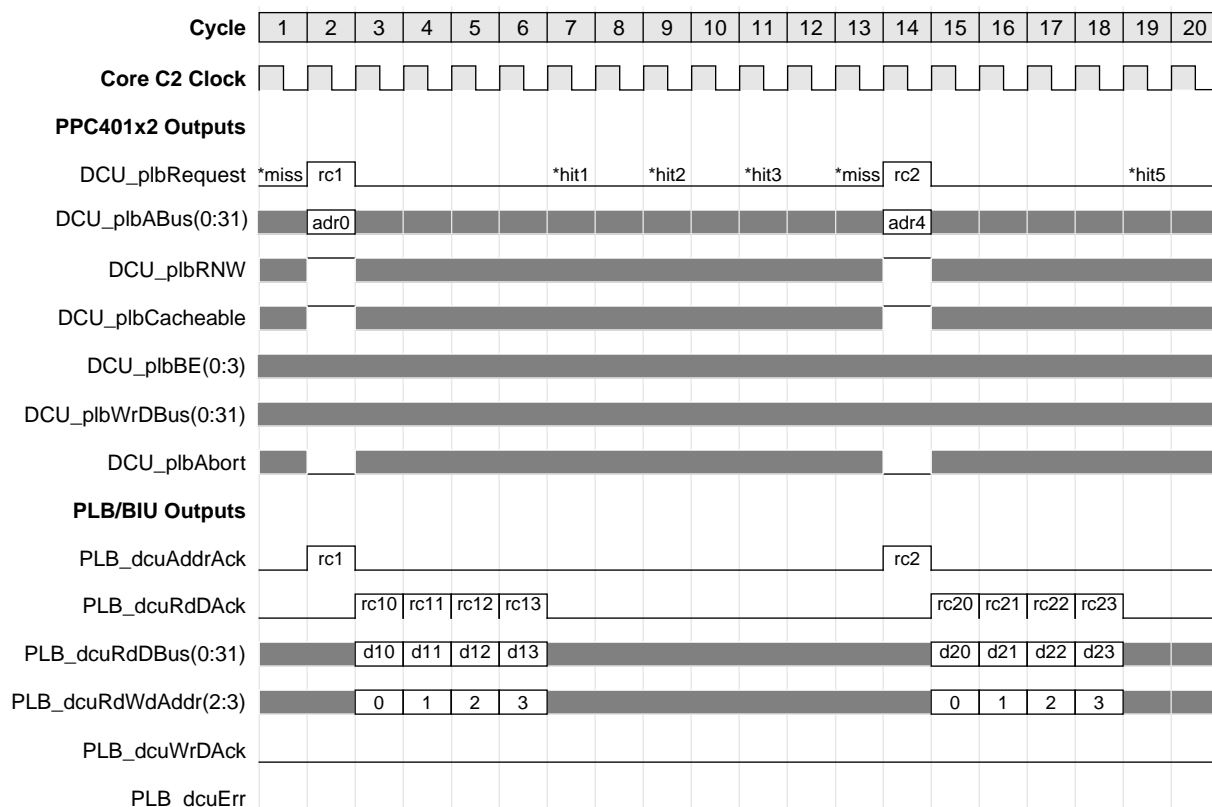 Cycle 1 2 3 4 5 6 7 8 9 10 11 12 13 14 15 16 17 18 19 20
Core C2 Clock
PPC401x2 Outputs
DCU_plbRequest *miss rc1 *hit1 *hit2 *hit3 *miss rc2 *hit5
DCU_plbABus(0:31) adr0 adr4
DCU_plbRNW
DCU_plbCacheable
DCU_plbBE(0:3)
DCU_plbWrDBus(0:31)
DCU_plbAbort
PLB/BIU Outputs
PLB_dcuAddrAck rc1 rc2
PLB_dcuRdDAck rc10 rc11 rc12 rc13 rc20 rc21 rc22 rc23
PLB_dcuRdDBus(0:31) d10 d11 d12 d13 d20 d21 d22 d23
PLB_dcuRdWdAddr(2:3) 0 1 2 3 0 1 2 3
PLB_dcuWrDAck
PLB_dcuErr